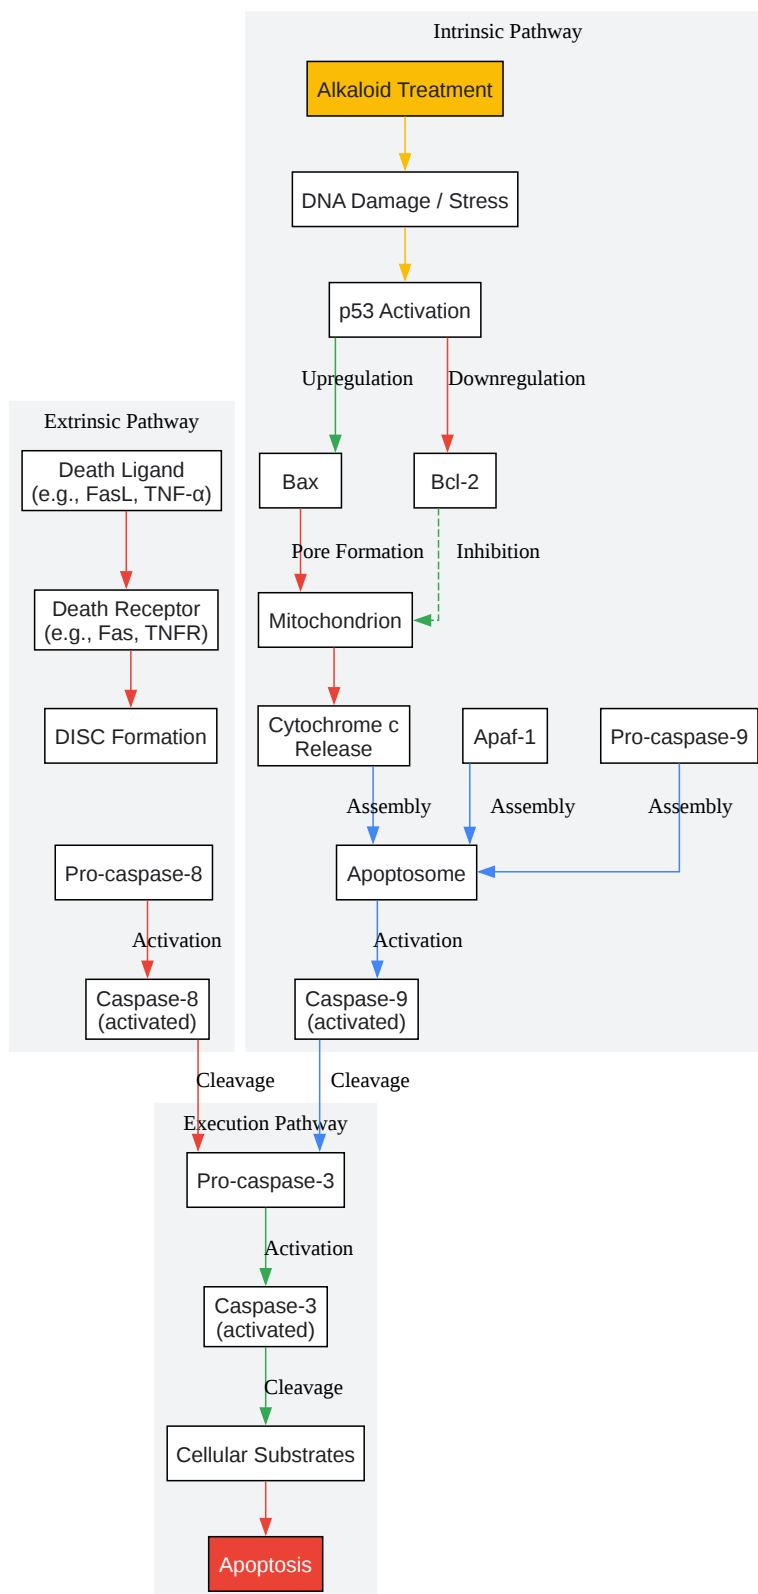 Intrinsic Pathway
Alkaloid Treatment
DNA Damage / Stress
p53 Activation
Upregulation
Downregulation
Bax
Bcl-2
Pore Formation
Inhibition
Mitochondrion
Cytochrome c
Release
Apaf-1
Pro-caspase-9
Assembly
Assembly
Assembly
Apoptosome
Activation
Caspase-9
(activated)
Cleavage
Extrinsic Pathway
Death Ligand
(e.g., FasL, TNF-α)
Death Receptor
(e.g., Fas, TNFR)
DISC Formation
Pro-caspase-8
Activation
Caspase-8
(activated)
Cleavage
Execution Pathway
Pro-caspase-3
Activation
Caspase-3
(activated)
Cleavage
Cellular Substrates
Apoptosis